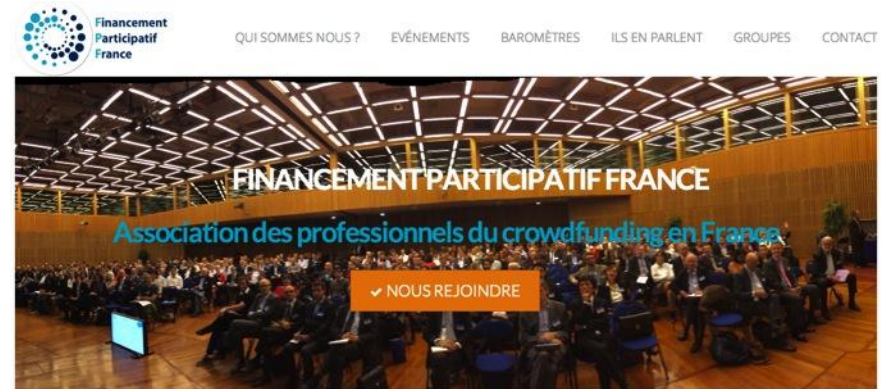 Financement
Participatif
France
QUI SOMMES NOUS ?
EVÉNEMENTS
BAROMÈTRES
ILS EN PARLENT
GROUPES
CONTACT
FINANCEMENT PARTICIPATIF FRANCE
Association des professionnels du crowdfunding en France
✔ NOUS REJOINDRE